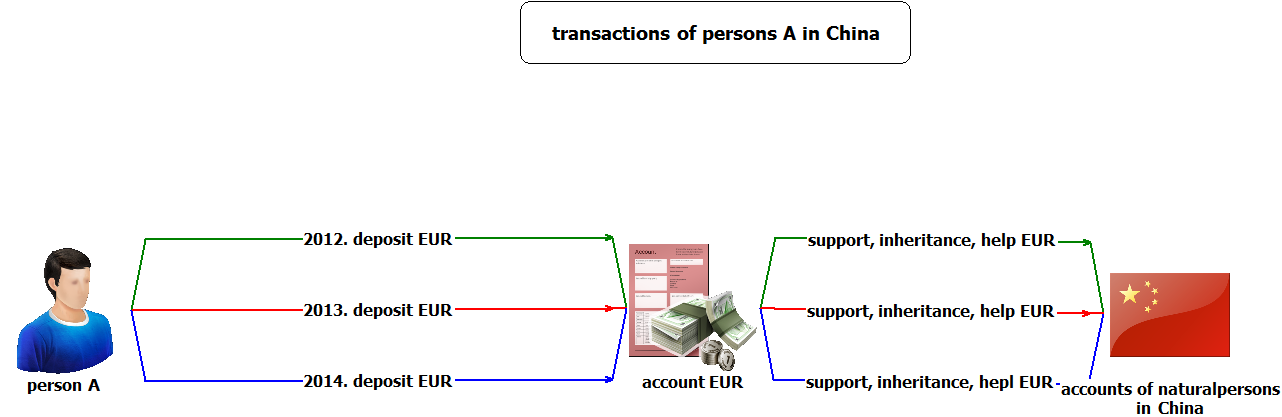 transactions of persons A in China
2012. deposit EUR
support, inheritance, help EUR
Account
2013. deposit EUR
support, inheritance, help EUR
2014. deposit EUR
support, inheritance, hepl EUR
person A
account EUR
accounts of naturalpersons
in China